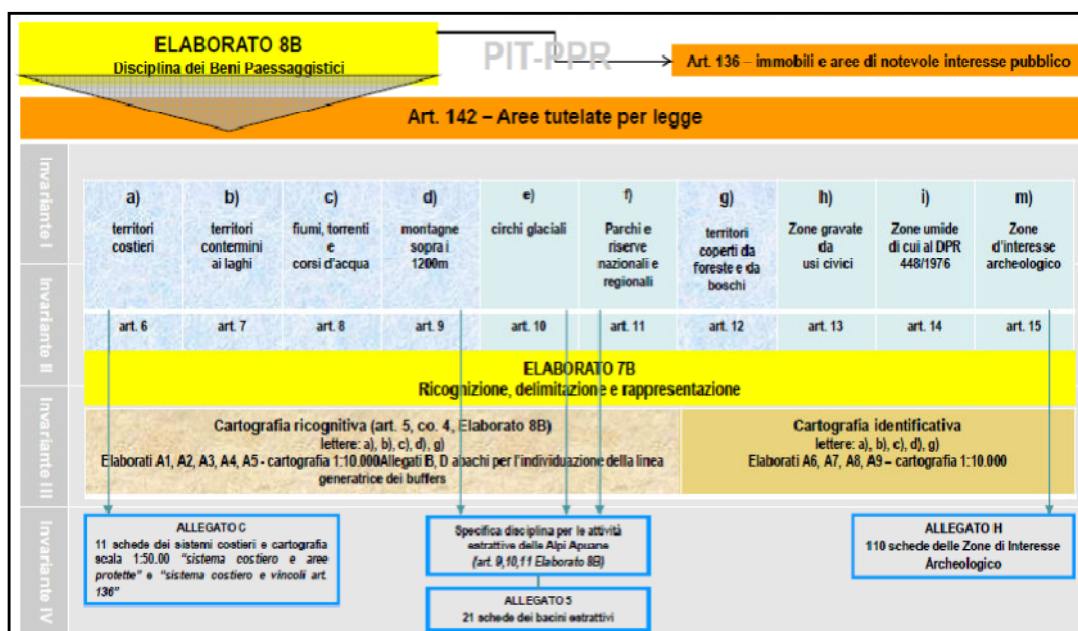 ELABORATO 8B
Disciplina dei Beni Paessaggistici
PIT-PPR
Art. 136 – immobili e aree di notevole interesse pubblico
Art. 142 – Aree tutelate per legge
Invariante I
Invariante II
Invariante III
Invariante IV
a)
territori
costieri
b)
territori
contermini
ai laghi
c)
fiumi, torrenti
e
corsi d'acqua
d)
montagne
sopra i
1200m
e)
circhi glaciali
f)
Parchi e
riserve
nazionali e
regionali
g)
territori
coperti da
foreste e da
boschi
h)
Zone gravate
da
usi civici
i)
Zone umide
di cui al DPR
448/1976
m)
Zone
d'interesse
archeologico
art. 6
art. 7
art. 8
art. 9
art. 10
art. 11
art. 12
art. 13
art. 14
art. 15
ELABORATO 7B
Ricognizione, delimitazione e rappresentazione
Cartografia ricognitiva (art. 5, co. 4, Elaborato 8B)
lettere: a), b), c), d), g)
Elaborati A1, A2, A3, A4, A5 - cartografia 1:10.000Allegati B, D abachi per l'individuazione della linea
generatrice dei buffers
Cartografia identificativa
lettere: a), b), c), d), g)
Elaborati A6, A7, A8, A9 – cartografia 1:10.000
ALLEGATO C
11 schede dei sistemi costieri e cartografia
scala 1:50.00 "sistema costiero e aree
protette" e "sistema costiero e vincoli art.
136"
Specifica disciplina per le attività
estrattive delle Alpi Apuane
(art. 9,10,11 Elaborato 8B)
ALLEGATO 5
21 schede dei bacini estrattivi
ALLEGATO H
110 schede delle Zone di Interesse
Archeologico